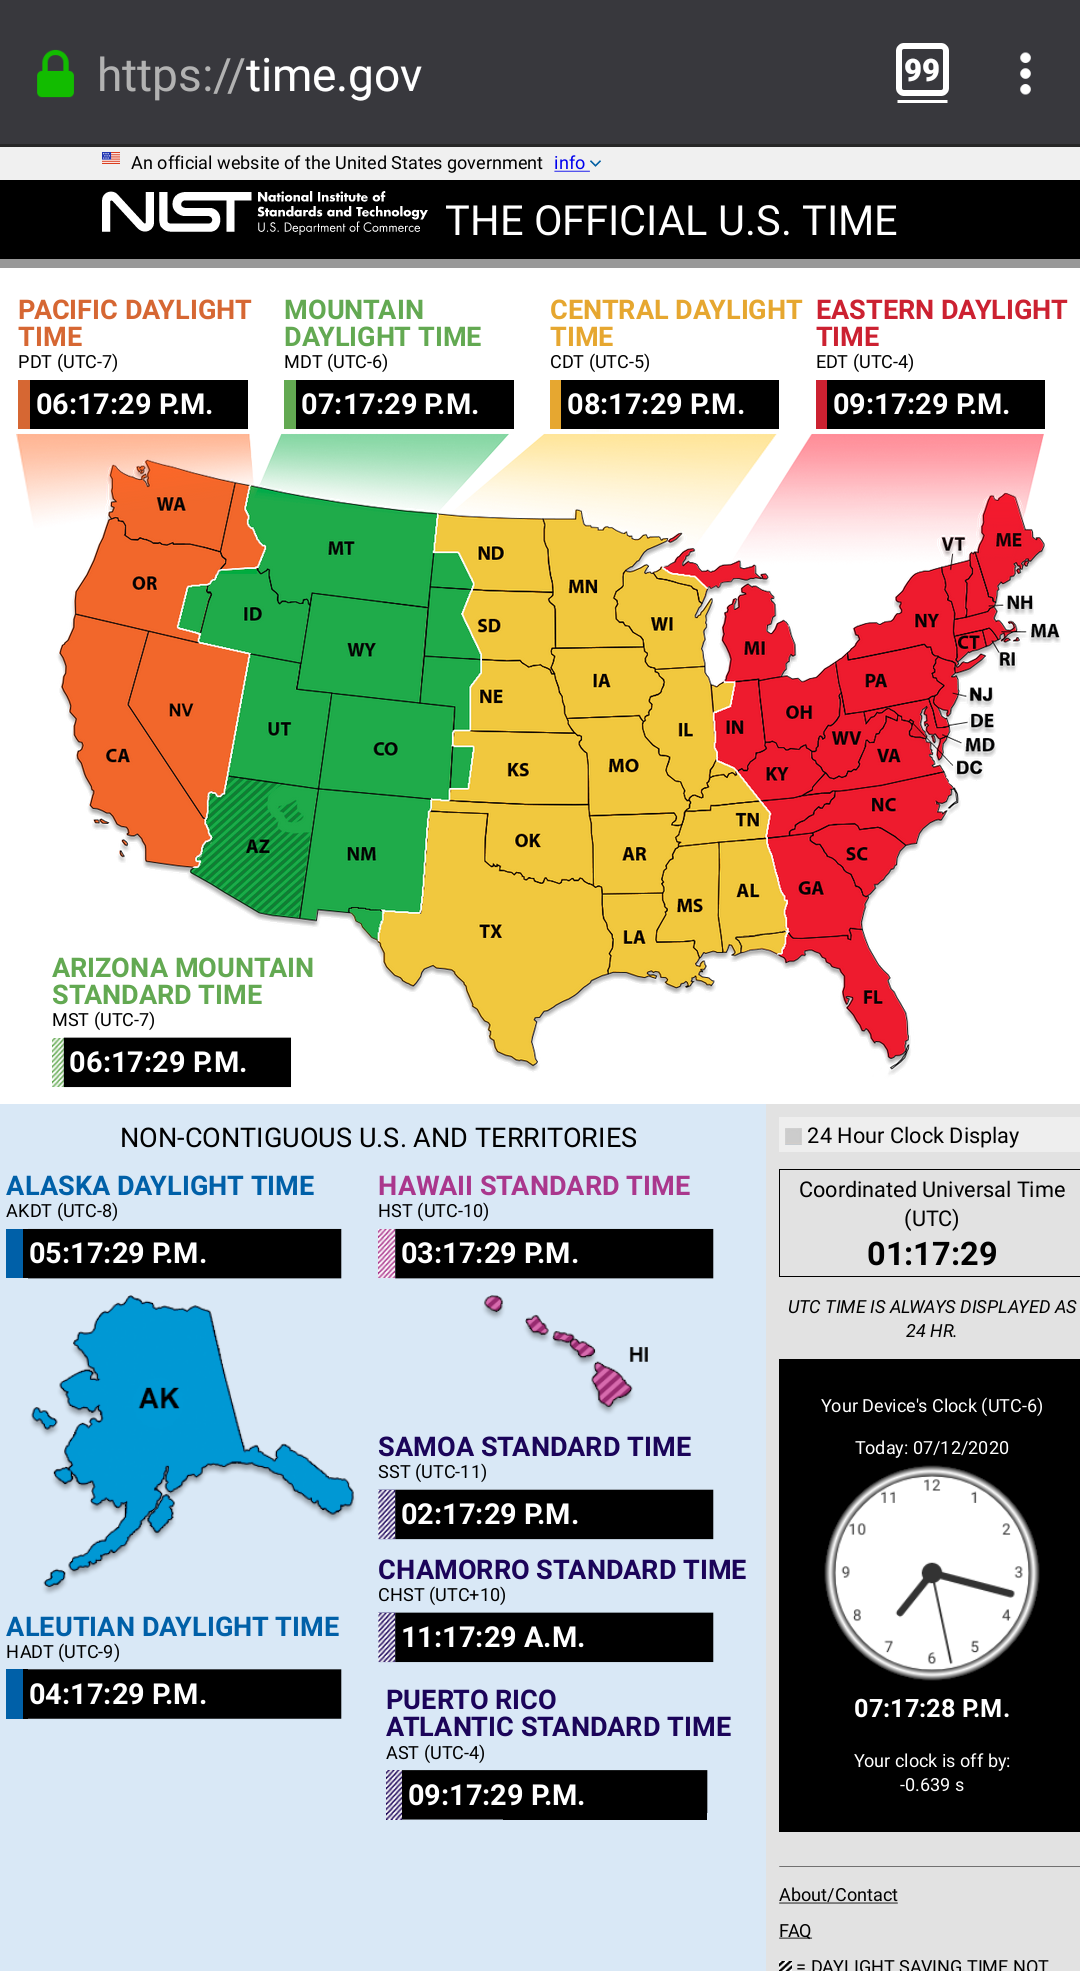 https://time.gov
99
An official website of the United States government info
NIST
National Institute of
Standards and Technology
U.S. Department of Commerce
THE OFFICIAL U.S. TIME
PACIFIC DAYLIGHT
TIME
PDT (UTC-7)
06:17:29 P.M.
MOUNTAIN
DAYLIGHT TIME
MDT (UTC-6)
07:17:29 P.M.
CENTRAL DAYLIGHT
TIME
CDT (UTC-5)
08:17:29 P.M.
EASTERN DAYLIGHT
TIME
EDT (UTC-4)
09:17:29 P.M.
WA
OR
CA
NV
MT
ID
WY
UT
CO
AZ
NM
ND
SD
NE
KS
OK
TX
MN
IA
MO
AR
LA
WI
IL
MS
AL
TN
MI
IN
OH
KY
WV
VA
PA
NY
VT
ME
NH
MA
CT
RI
NJ
DE
MD
DC
NC
SC
GA
FL
ARIZONA MOUNTAIN
STANDARD TIME
MST (UTC-7)
06:17:29 P.M.
NON-CONTIGUOUS U.S. AND TERRITORIES
ALASKA DAYLIGHT TIME
AKDT (UTC-8)
05:17:29 P.M.
AK
ALEUTIAN DAYLIGHT TIME
HADT (UTC-9)
04:17:29 P.M.
HAWAII STANDARD TIME
HST (UTC-10)
03:17:29 P.M.
HI
SAMOA STANDARD TIME
SST (UTC-11)
02:17:29 P.M.
CHAMORRO STANDARD TIME
CHST (UTC+10)
11:17:29 A.M.
PUERTO RICO
ATLANTIC STANDARD TIME
AST (UTC-4)
09:17:29 P.M.
24 Hour Clock Display
Coordinated Universal Time
(UTC)
01:17:29
UTC TIME IS ALWAYS DISPLAYED AS
24 HR.
Your Device's Clock (UTC-6)
Today: 07/12/2020
12
1
2
3
4
5
6
7
8
9
10
11
07:17:28 P.M.
Your clock is off by:
-0.639 s
About/Contact
FAQ
= DAYLIGHT SAVING TIME NOT